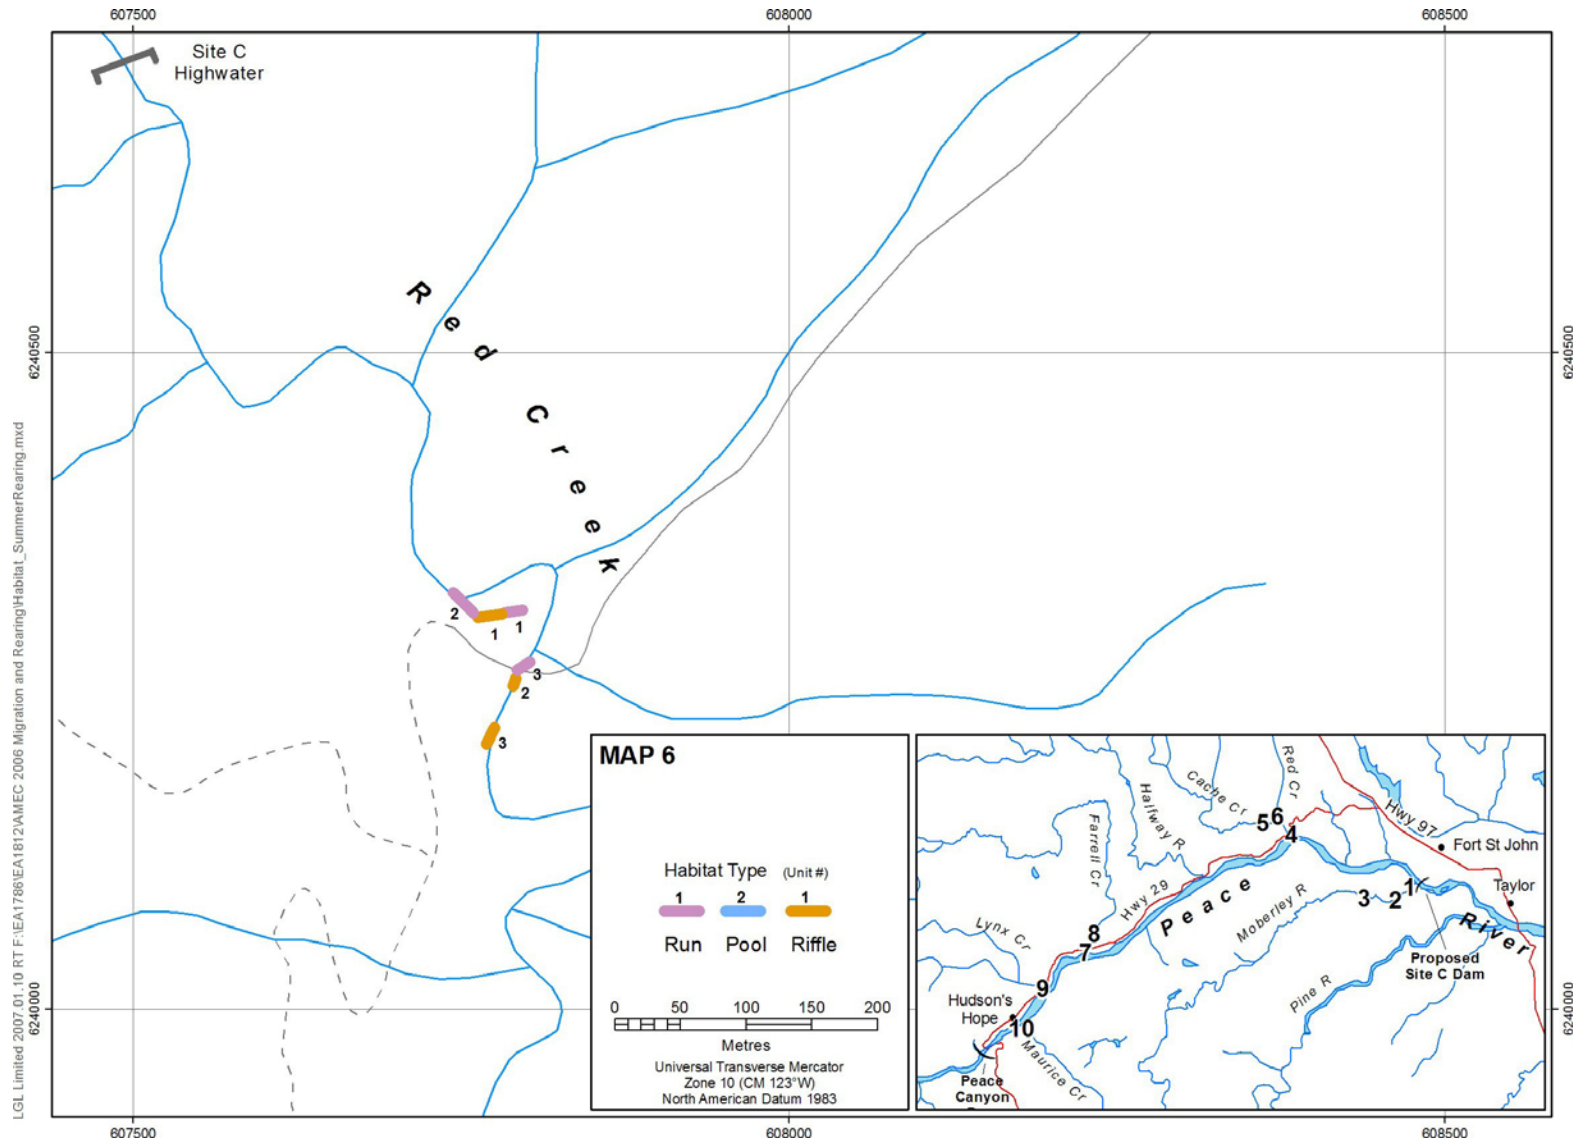 607500
608000
608500
Site C
Highwater
6240500
6240500
Red Creek
2
1
1
3
2
3
LGL Limited 2007.01.10 RT F:\EA1786\EA1812\AMEC 2006 Migration and Rearing\Habitat_SummerRearing.mxd
MAP 6
Habitat Type (Unit #)
1 2 1
Run Pool Riffle
0 50 100 150 200
Metres
Universal Transverse Mercator
Zone 10 (CM 123°W)
North American Datum 1983
Red Cr
Cache Cr
Halfway R
Farrell Cr
5 6
4
Hwy 97
Fort St John
Taylor
Hwy 29
Peace
River
Moberley R
3 2 1
Lynx Cr
8
7
Proposed
Site C Dam
Pine R
9
Hudson's
Hope
10
Maurice Cr
Peace
Canyon
6240000
6240000
607500
608000
608500